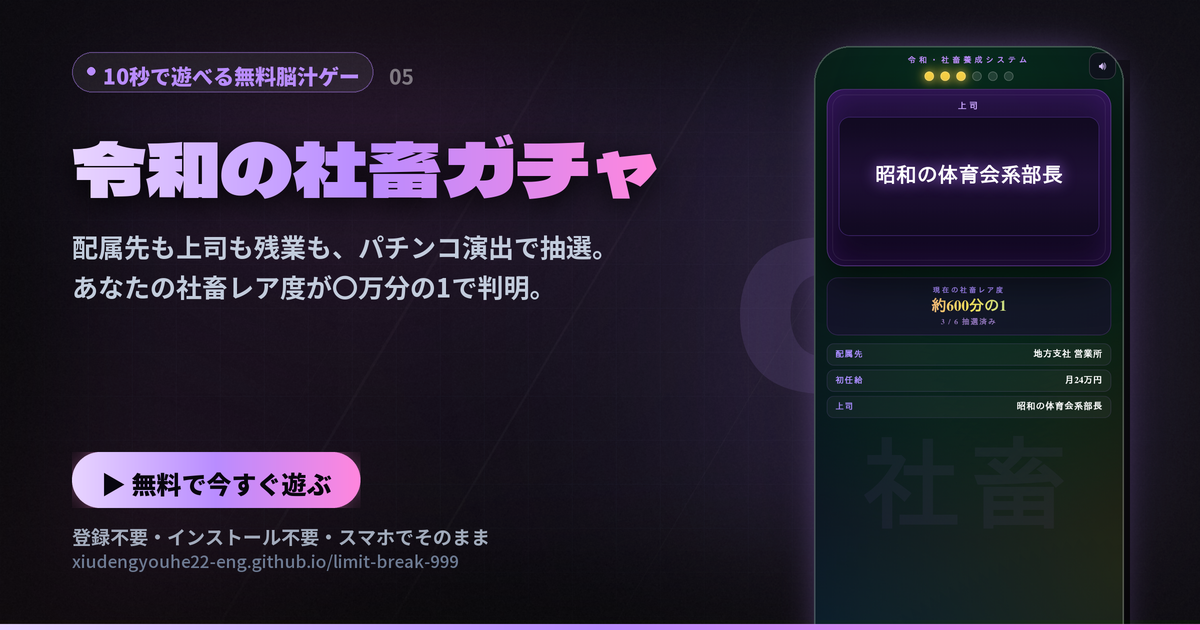 10秒で遊べる無料脳汁ゲー
05
令和の社畜ガチャ
配属先も上司も残業も、パチンコ演出で抽選。
あなたの社畜レア度が〇万分の1で判明。
▶ 無料で今すぐ遊ぶ
登録不要・インストール不要・スマホでそのまま
xiudengyouhe22-eng.github.io/limit-break-999
令和・社畜養成システム
上司
昭和の体育会系部長
現在の社畜レア度
約600分の1
3 / 6 抽選済み
配属先 地方支社 営業所
初任給 月24万円
上司 昭和の体育会系部長
社畜